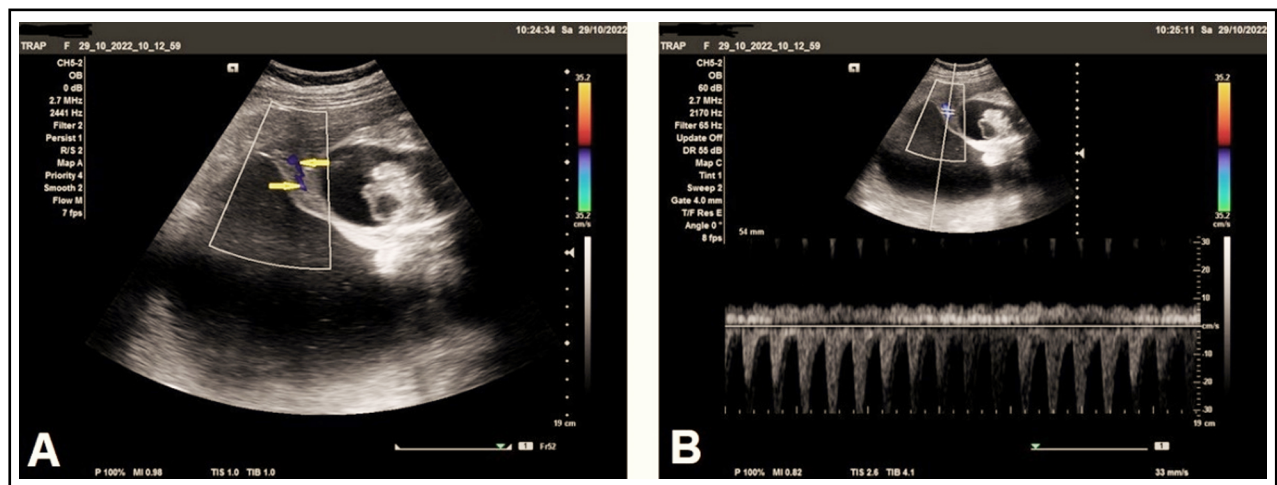 10:24:34 Sa 29/10/2022
TRAP F 29_10_2022_10_12_59
CH5-2
OB
0 dB
2.7 MHz
2441 Hz
Filter 2
Persist 1
R/S 2
Map A
Priority 4
Smooth 2
Flow M
7 fps
35.2
35.2
cm/s
19 cm
1 Fr52
A
P 100% MI 0.98 TIS 1.0 TIB 1.0
10:25:11 Sa 29/10/2022
TRAP F 29_10_2022_10_12_59
CH5-2
OB
60 dB
2.7 MHz
2170 Hz
Filter 65 Hz
Update Off
DR 55 dB
Map C
Tint 1
Sweep 2
Gate 4.0 mm
T/F Res E
Angle 0°
8 fps
54 mm
35.2
35.2
cm/s
30
20
10
cm/s
-10
-20
-30
19 cm
1
B
P 100% MI 0.82 TIS 2.6 TIB 4.1 33 mm/s